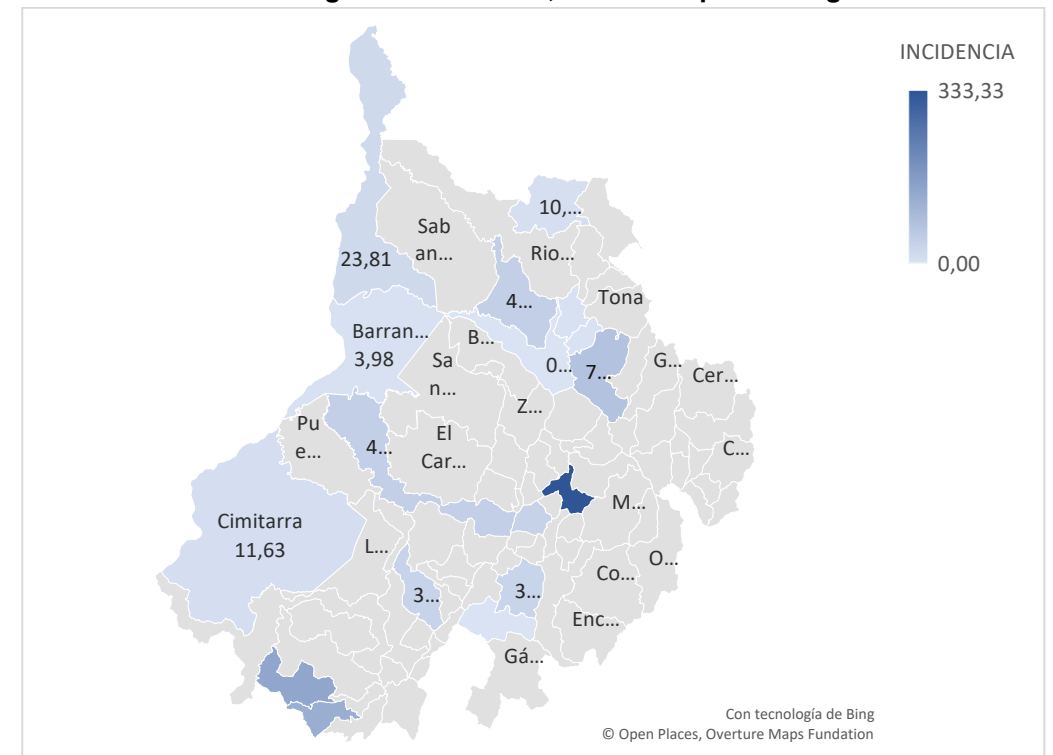 INCIDENCIA
333,33
0,00
10,...
Sab
an...
23,81
Rio...
4...
Tona
Barran...
3,98
B...
Sa
n...
0...
7...
G...
Cer...
Z...
Pu
e...
4...
El
Car...
C...
M...
Cimitarra
11,63
L...
O...
Co...
3...
3...
Enc...
Gá...
Con tecnología de Bing
© Open Places, Overture Maps Foundation